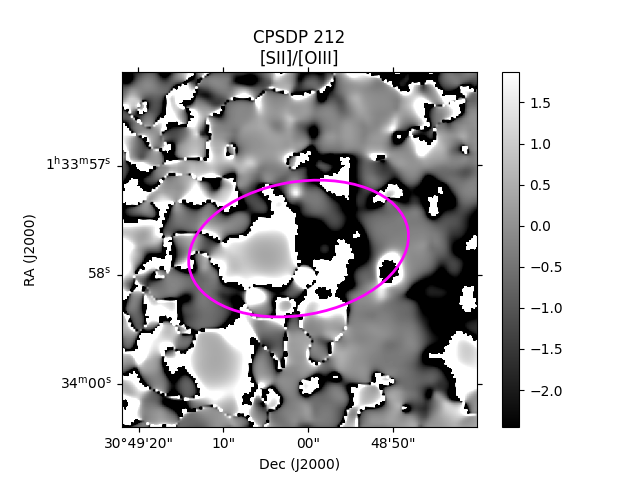 CPSDP 212
[SII]/[OIII]
1h33m57s
58s
34m00s
RA (J2000)
30°49'20"
10"
00"
48'50"
Dec (J2000)
1.5
1.0
0.5
0.0
−0.5
−1.0
−1.5
−2.0